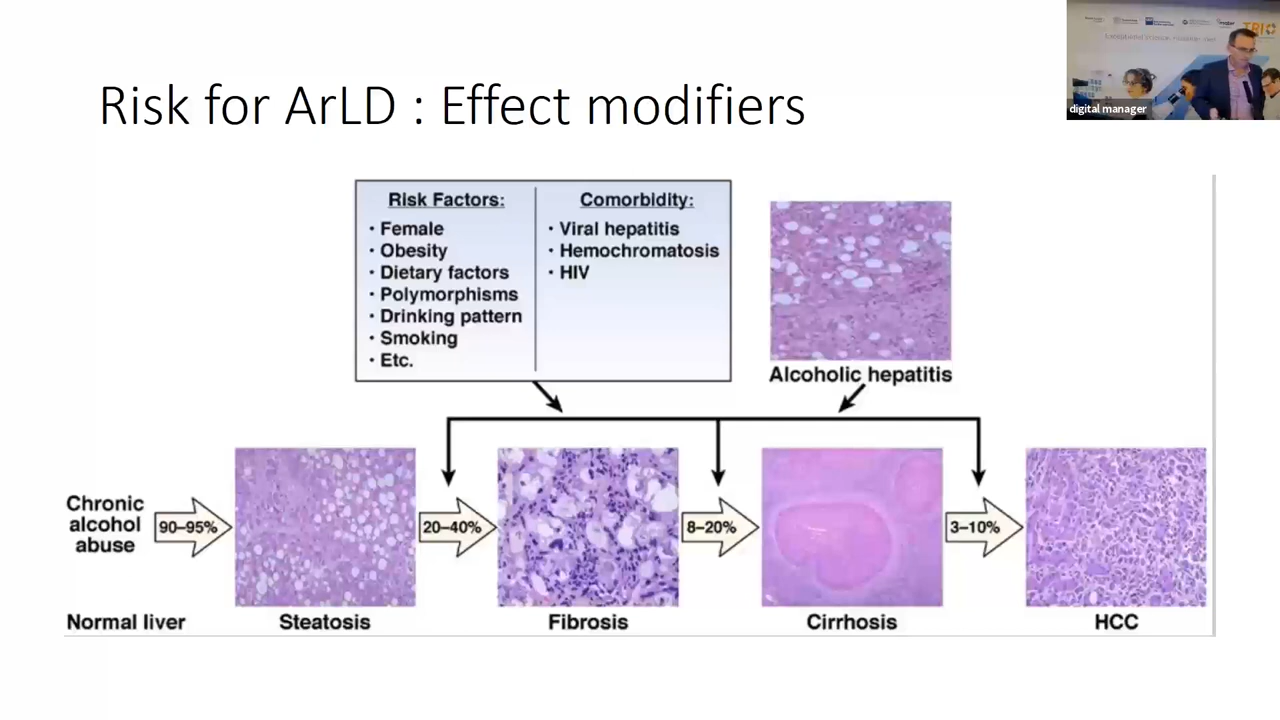 Risk for ArLD : Effect modifiers
TRIO
digital manager
Risk Factors:
· Female
· Obesity
· Dietary factors
· Polymorphisms
· Drinking pattern
· Smoking
· Etc.
Comorbidity:
· Viral hepatitis
· Hemochromatosis
· HIV
Alcoholic hepatitis
Chronic
alcohol
abuse
90–95%
20–40%
8–20%
3–10%
Normal liver
Steatosis
Fibrosis
Cirrhosis
HCC